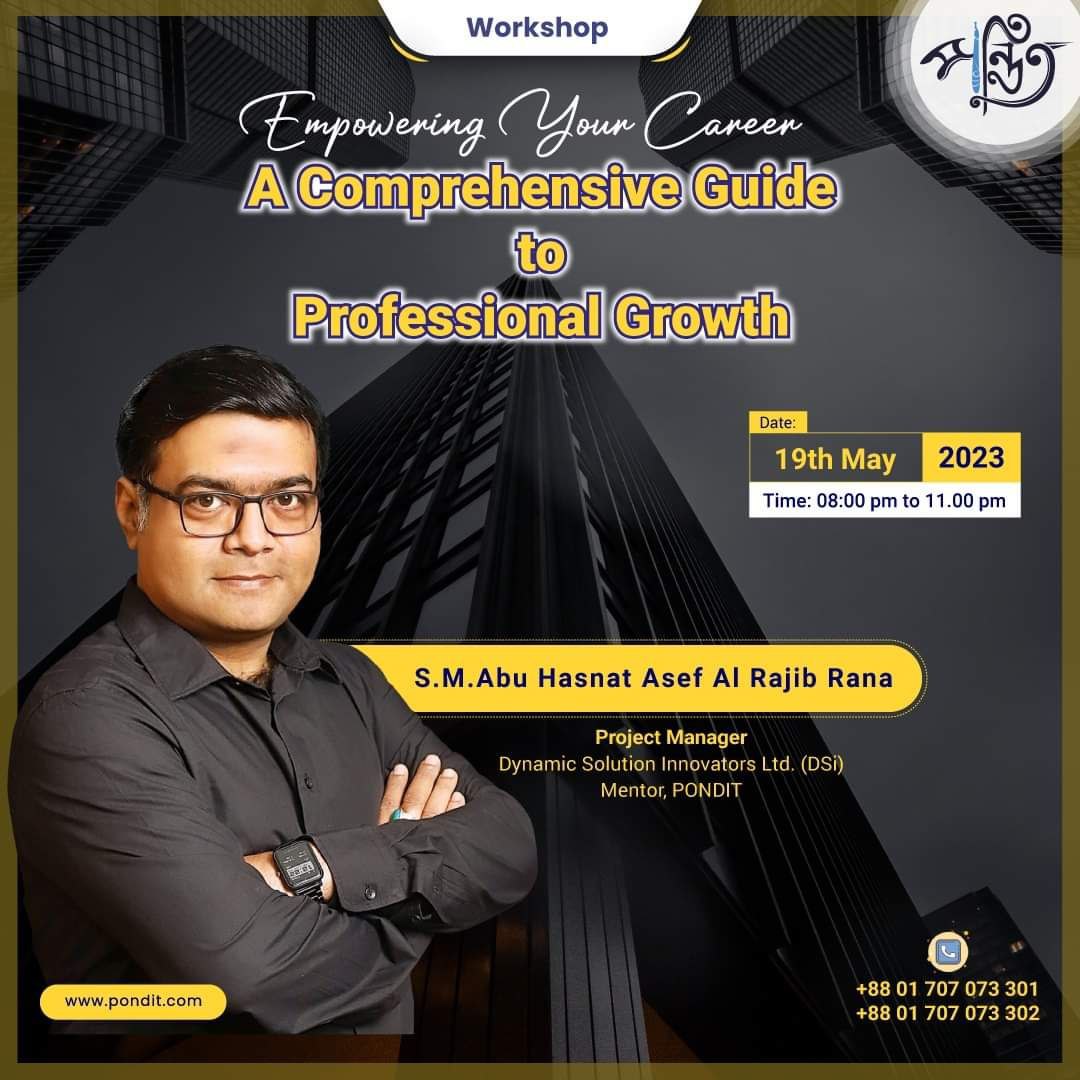 Workshop
পন্ডিত
Empowering Your Career
A Comprehensive Guide
to
Professional Growth
Date:
19th May 2023
Time: 08:00 pm to 11.00 pm
S.M.Abu Hasnat Asef Al Rajib Rana
Project Manager
Dynamic Solution Innovators Ltd. (DSi)
Mentor, PONDIT
www.pondit.com
+88 01 707 073 301
+88 01 707 073 302